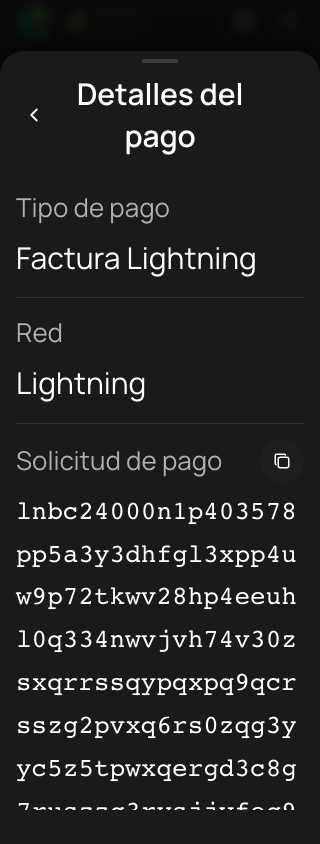 Detalles del
pago
Tipo de pago
Factura Lightning
Red
Lightning
Solicitud de pago
lnbc24000n1p403578
pp5a3y3dhfgl3xpp4u
w9p72tkwv28hp4eeuh
l0q334nwvjvh74v30z
sxqrrssqypqxpq9qcr
sszg2pvxq6rs0zqg3y
yc5z5tpwxqergd3c8g